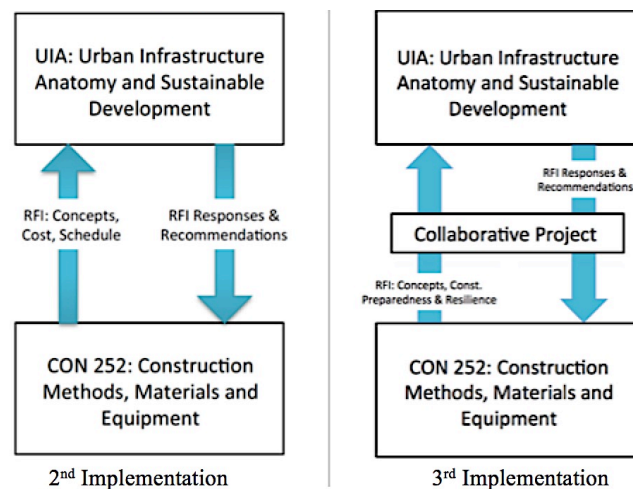 UIA: Urban Infrastructure
Anatomy and Sustainable
Development
RFI: Concepts,
Cost, Schedule
RFI Responses &
Recommendations
CON 252: Construction
Methods, Materials and
Equipment
2nd Implementation
UIA: Urban Infrastructure
Anatomy and Sustainable
Development
RFI Responses &
Recommendations
Collaborative Project
RFI: Concepts, Const.
Preparedness & Resilience
CON 252: Construction
Methods, Materials and
Equipment
3rd Implementation